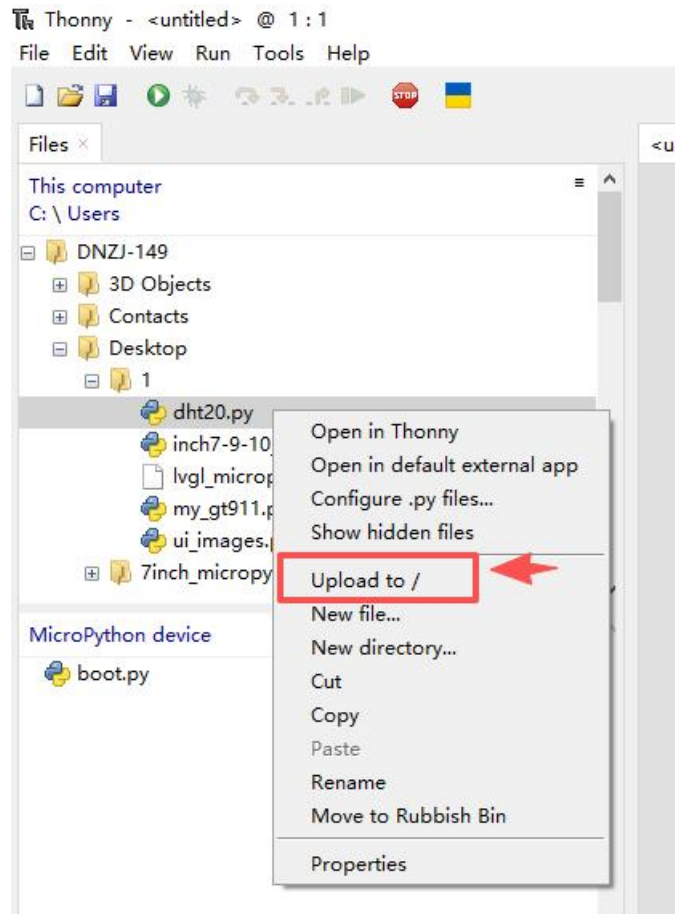 Thonny - <untitled> @ 1:1
File Edit View Run Tools Help
STOP
Files ×
<u
This computer
C: \ Users
DNZJ-149
3D Objects
Contacts
Desktop
1
dht20.py
inch7-9-10_
lvgl_microp
my_gt911.p
ui_images.
7inch_micropy
Open in Thonny
Open in default external app
Configure .py files...
Show hidden files
Upload to /
New file...
New directory...
Cut
Copy
Paste
Rename
Move to Rubbish Bin
Properties
MicroPython device
boot.py